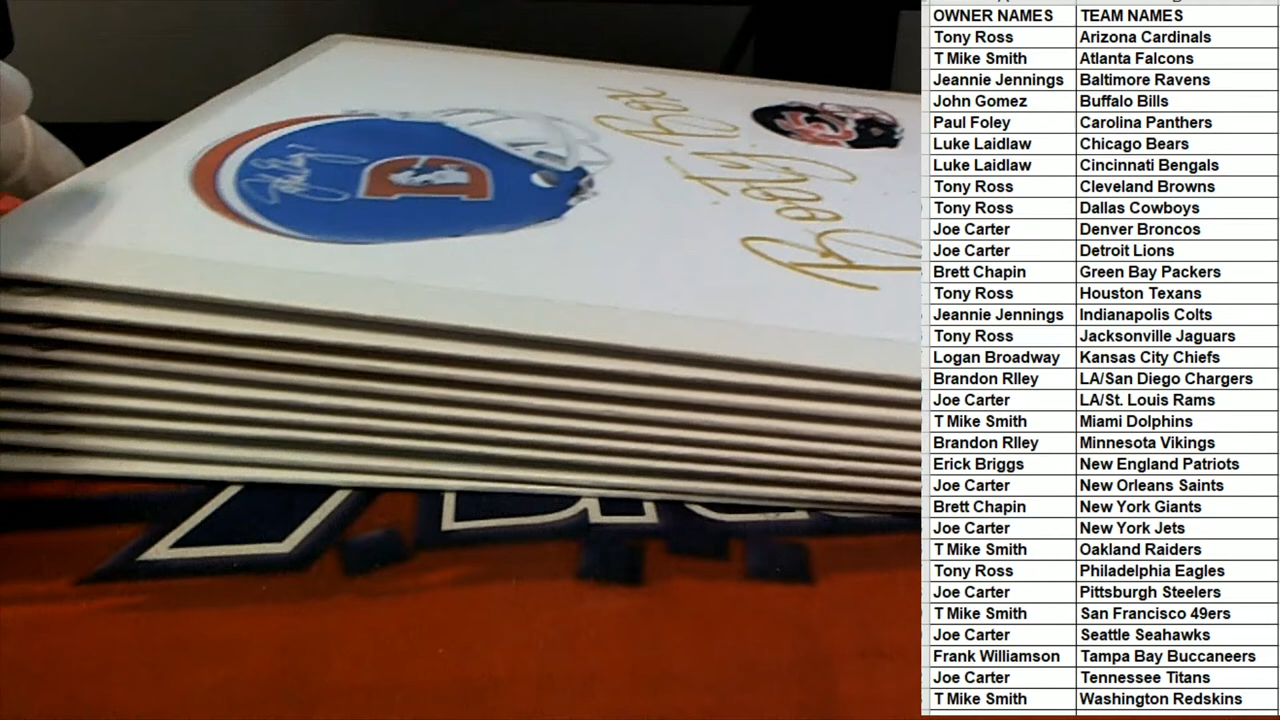 OWNER NAMES TEAM NAMES
Tony Ross Arizona Cardinals
T Mike Smith Atlanta Falcons
Jeannie Jennings Baltimore Ravens
John Gomez Buffalo Bills
Paul Foley Carolina Panthers
Luke Laidlaw Chicago Bears
Luke Laidlaw Cincinnati Bengals
Tony Ross Cleveland Browns
Tony Ross Dallas Cowboys
Joe Carter Denver Broncos
Joe Carter Detroit Lions
Brett Chapin Green Bay Packers
Tony Ross Houston Texans
Jeannie Jennings Indianapolis Colts
Tony Ross Jacksonville Jaguars
Logan Broadway Kansas City Chiefs
Brandon RIley LA/San Diego Chargers
Joe Carter LA/St. Louis Rams
T Mike Smith Miami Dolphins
Brandon RIley Minnesota Vikings
Erick Briggs New England Patriots
Joe Carter New Orleans Saints
Brett Chapin New York Giants
Joe Carter New York Jets
T Mike Smith Oakland Raiders
Tony Ross Philadelphia Eagles
Joe Carter Pittsburgh Steelers
T Mike Smith San Francisco 49ers
Joe Carter Seattle Seahawks
Frank Williamson Tampa Bay Buccaneers
Joe Carter Tennessee Titans
T Mike Smith Washington Redskins
D